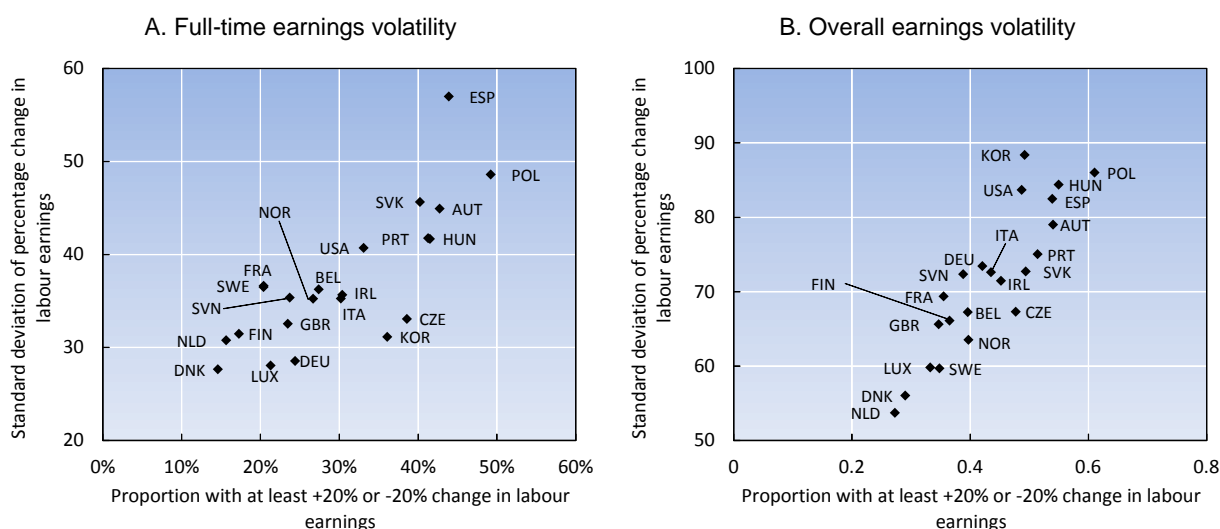 A. Full-time earnings volatility
Standard deviation of percentage change in
labour earnings
60
50
40
30
20
ESP
POL
SVK
AUT
NOR
PRT
HUN
USA
FRA
BEL
SWE
IRL
SVN
ITA
GBR
CZE
FIN
NLD
KOR
DEU
DNK
LUX
0%
10%
20%
30%
40%
50%
60%
Proportion with at least +20% or -20% change in labour
earnings
B. Overall earnings volatility
Standard deviation of percentage change in
labour earnings
100
90
80
70
60
50
KOR
POL
USA
HUN
ESP
AUT
ITA
PRT
DEU
SVN
SVK
FIN
IRL
FRA
BEL
CZE
GBR
NOR
LUX
SWE
DNK
NLD
0
0.2
0.4
0.6
0.8
Proportion with at least +20% or -20% change in labour
earnings